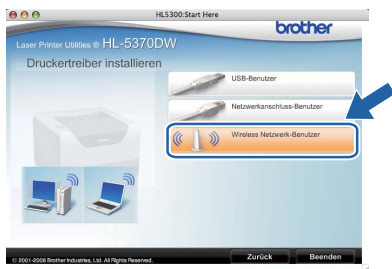 HL5300:Start Here
brother
Laser Printer Utilities ® HL-5370DW
Druckertreiber installieren
USB-Benutzer
Netzwerkanschluss-Benutzer
Wireless Netzwerk-Benutzer
© 2001-2008 Brother Industries, Ltd. All Rights Reserved.
Zurück
Beenden